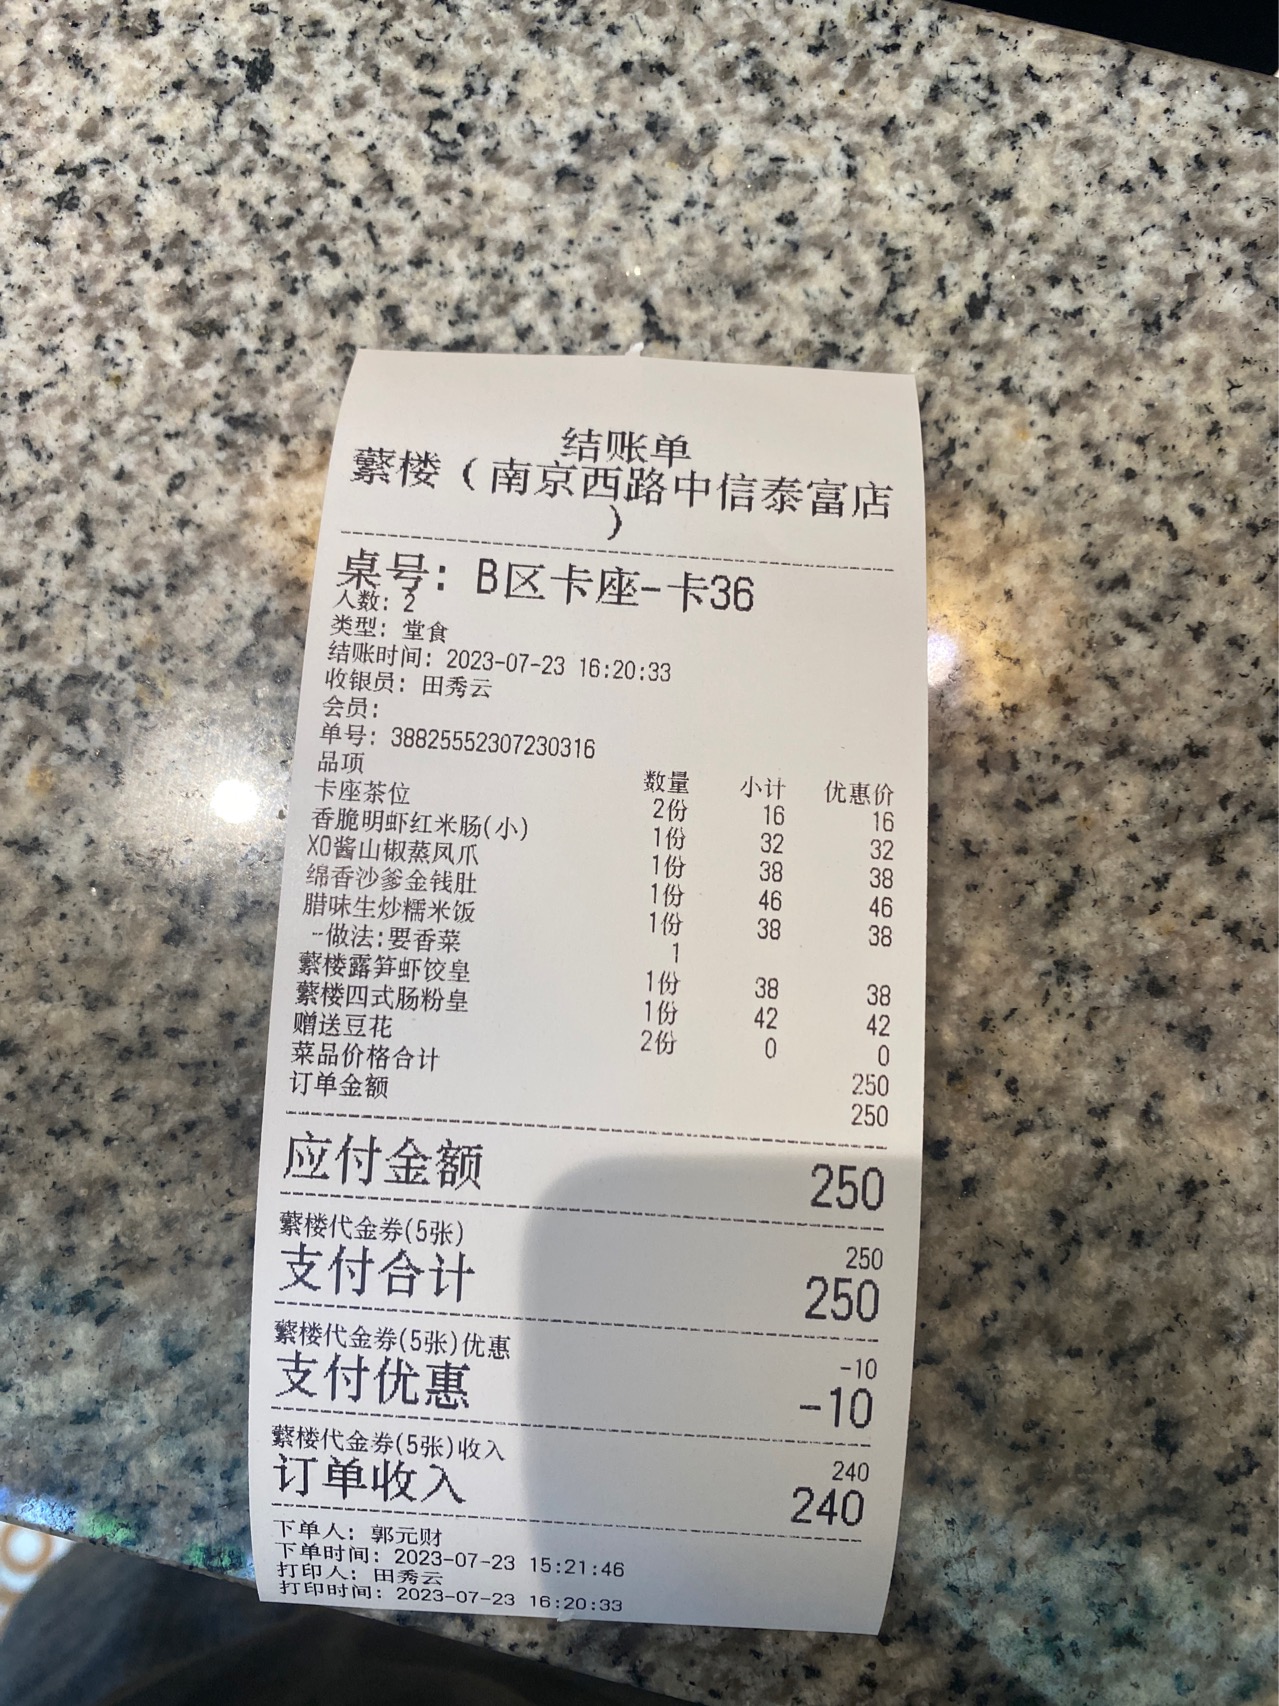 结账单
蘩楼（南京西路中信泰富店
）
桌号：B区卡座-卡36
人数：2
类型：堂食
结账时间：2023-07-23 16:20:33
收银员：田秀云
会员：
单号：388255552307230316
品项 数量 小计 优惠价
卡座茶位 2份 16 16
香脆明虾红米肠(小) 1份 32 32
XO酱山椒蒸凤爪 1份 38 38
绵香沙爹金钱肚 1份 46 46
腊味生炒糯米饭 1份 38 38
-做法:要香菜 1
蘩楼露笋虾饺皇 1份 38 38
蘩楼四式肠粉皇 1份 42 42
赠送豆花 2份 0 0
菜品价格合计 250
订单金额 250
应付金额 250
蘩楼代金券(5张) 250
支付合计 250
蘩楼代金券(5张)优惠 -10
支付优惠 -10
蘩楼代金券(5张)收入 240
订单收入 240
下单人：郭元财
下单时间：2023-07-23 15:21:46
打印人：田秀云
打印时间：2023-07-23 16:20:33